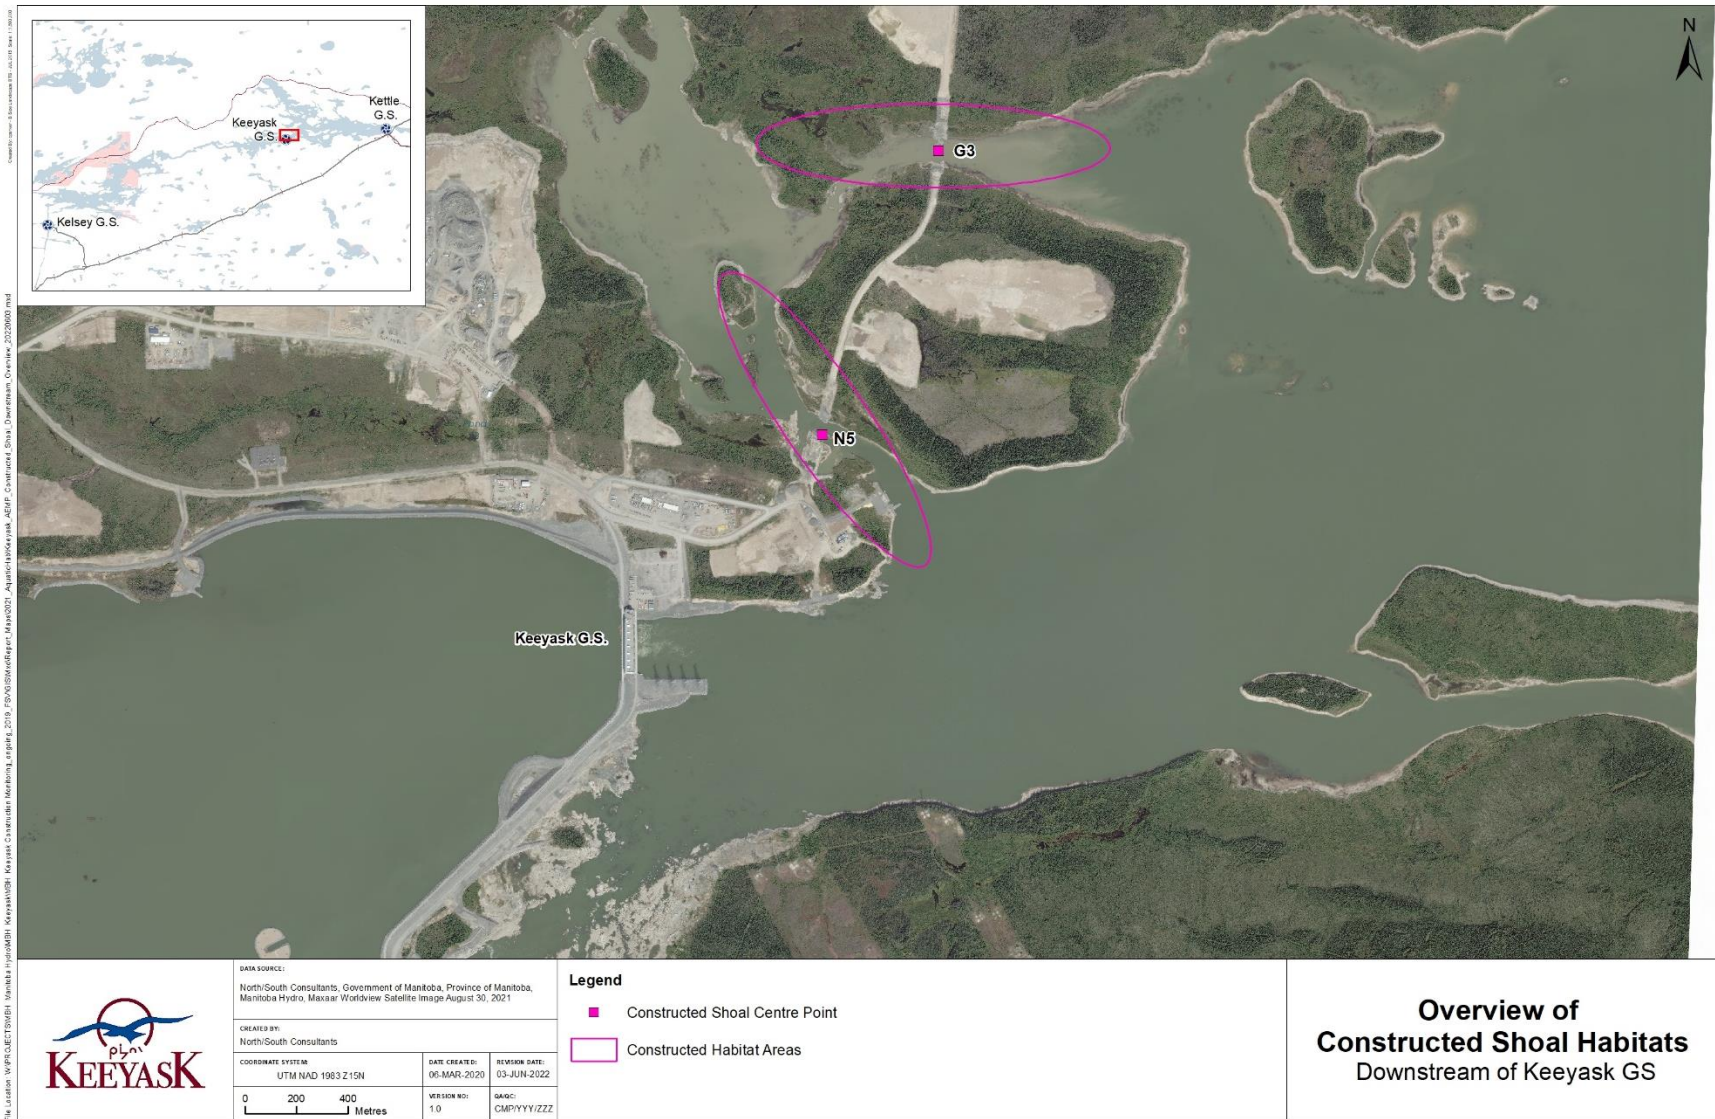 Kettle
G.S.
Keeyask
G.S.
Kelsey G.S.
N
G3
N5
Keeyask G.S.
KEEYASK
DATA SOURCE:
North/South Consultants, Government of Manitoba, Province of Manitoba,
Manitoba Hydro, Maxaar Worldview Satellite Image August 30, 2021
CREATED BY:
North/South Consultants
COORDINATE SYSTEM:
UTM NAD 1983 Z15N
DATE CREATED:
06-MAR-2020
REVISION DATE:
03-JUN-2022
0 200 400
Metres
VERSION NO:
1.0
QA/QC:
CMP/YYY/ZZZ
Legend
Constructed Shoal Centre Point
Constructed Habitat Areas
Overview of
Constructed Shoal Habitats
Downstream of Keeyask GS